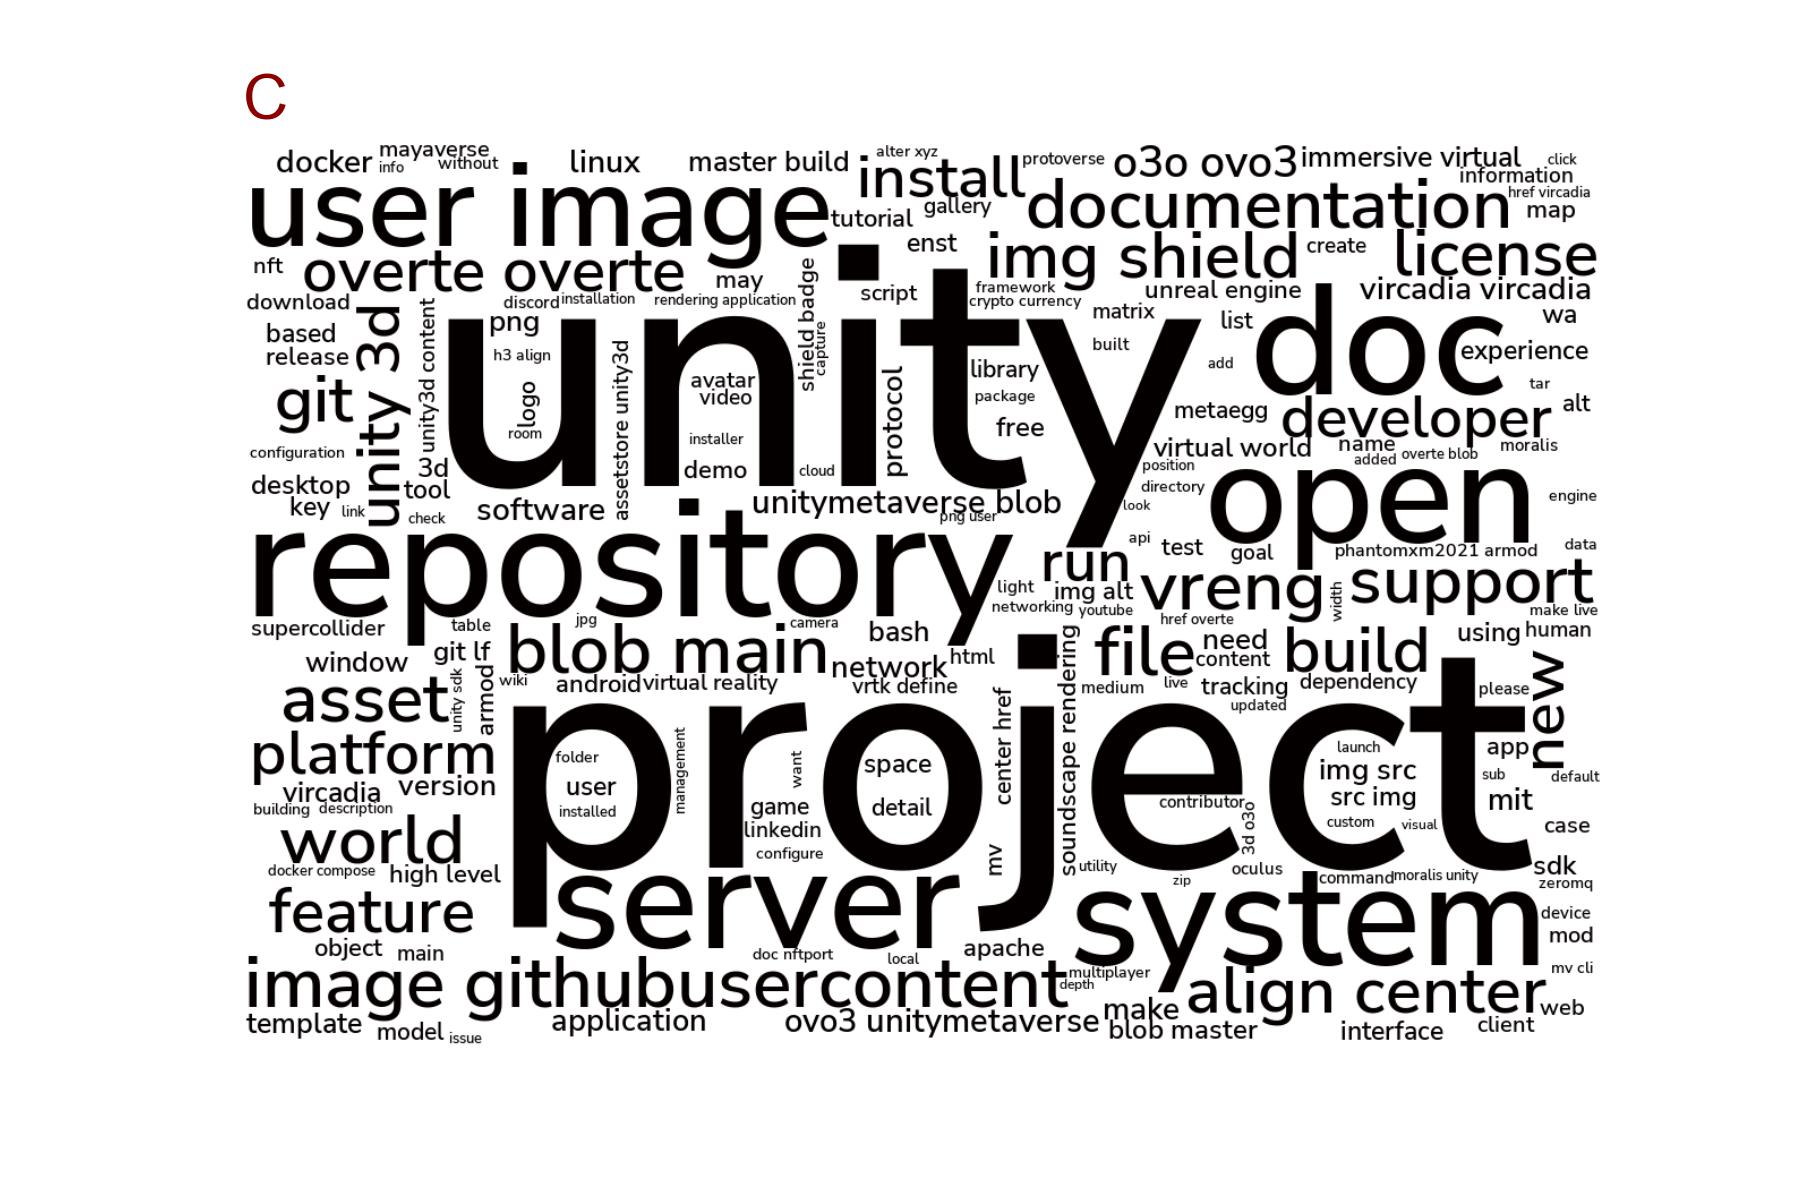 C
docker
mayaverse
info
without
linux
master build
alter xyz
protoverse
o3o ovo3
immersive virtual
click
information
user image
install
documentation
href vircadia
map
tutorial
gallery
enst
img shield
create
license
nft
overte overte
may
shield badge
script
framework
crypto currency
unreal engine
vircadia vircadia
download
discord
installation
rendering application
matrix
list
wa
based
release
unity 3d
unity3d content
png
h3 align
logo
room
assetstore unity3d
unity
avatar
video
capture
protocol
library
package
free
built
add
doc
experience
tar
alt
git
metaegg
developer
installer
demo
cloud
virtual world
name
added
overte blob
moralis
configuration
desktop
key
link
3d
tool
check
software
unitymetaverse blob
png user
position
directory
look
open
engine
repository
api
test
goal
phantomxm2021 armod
data
run
light
img alt
networking
youtube
vreng
width
support
make live
supercollider
table
jpg
camera
bash
href overte
file
need
content
build
using
human
window
git lf
blob main
network
html
asset
unity sdk
armod
wiki
android
virtual reality
vrtk define
medium
live
tracking
updated
dependency
please
new
platform
project
folder
user
installed
management
want
space
detail
center href
soundscape rendering
launch
img src
src img
custom
visual
app
sub
default
mit
vircadia
version
building
description
game
linkedin
configure
contributor
3d o3o
case
world
docker compose
high level
mv
utility
zip
oculus
command
moralis unity
sdk
zeromq
feature
server
system
device
mod
object
main
doc nftport
local
apache
multiplayer
depth
mv cli
image githubusercontent
align center
web
template
model
issue
application
ovo3 unitymetaverse
make
blob master
interface
client